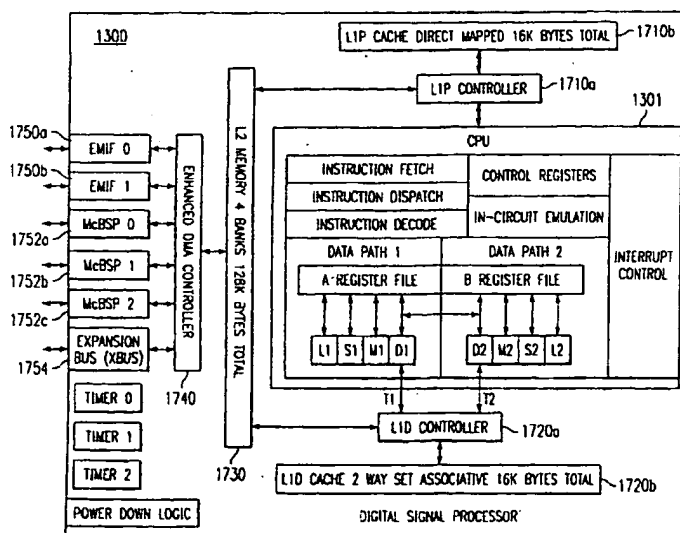 1300
L1P CACHE DIRECT MAPPED 16K BYTES TOTAL
1710b
L1P CONTROLLER
1710a
1301
CPU
INSTRUCTION FETCH
INSTRUCTION DISPATCH
INSTRUCTION DECODE
CONTROL REGISTERS
IN-CIRCUIT EMULATION
INTERRUPT
CONTROL
DATA PATH 1
DATA PATH 2
A-REGISTER FILE
B REGISTER FILE
L1 S1 M1 D1
D2 M2 S2 L2
T1
T2
L1D CONTROLLER
1720a
L1D CACHE 2 WAY SET ASSOCIATIVE 16K BYTES TOTAL
1720b
DIGITAL SIGNAL PROCESSOR
L2 MEMORY 4 BANKS 128K BYTES TOTAL
1730
ENHANCED DMA CONTROLLER
1740
1750a
EMIF 0
1750b
EMIF 1
1752a
McBSP 0
1752b
McBSP 1
1752c
McBSP 2
1754
EXPANSION
BUS (XBUS)
TIMER 0
TIMER 1
TIMER 2
POWER DOWN LOGIC